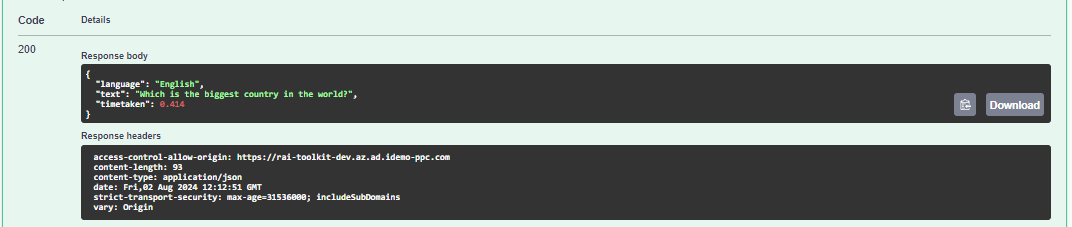 Code Details
200
Response body
{
"language": "English",
"text": "Which is the biggest country in the world?",
"timetaken": 0.414
}
Download
Response headers
access-control-allow-origin: https://rai-toolkit-dev.az.ad.idemo-ppc.com
content-length: 93
content-type: application/json
date: Fri,02 Aug 2024 12:12:51 GMT
strict-transport-security: max-age=31536000; includeSubDomains
vary: Origin